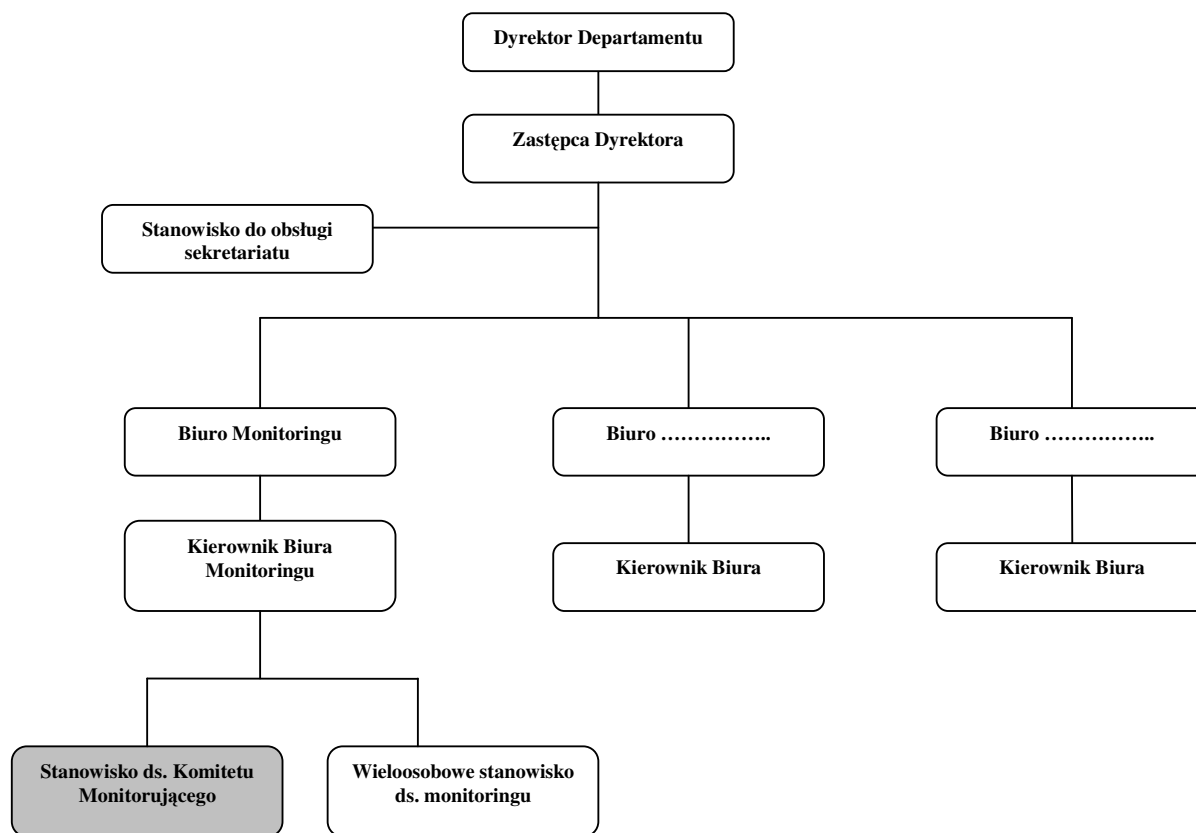 Dyrektor Departamentu
Zastępca Dyrektora
Stanowisko do obsługi
sekretariatu
Biuro Monitoringu
Biuro ……………..
Biuro ……………..
Kierownik Biura
Monitoringu
Kierownik Biura
Kierownik Biura
Stanowisko ds. Komitetu
Monitorującego
Wieloosobowe stanowisko
ds. monitoringu